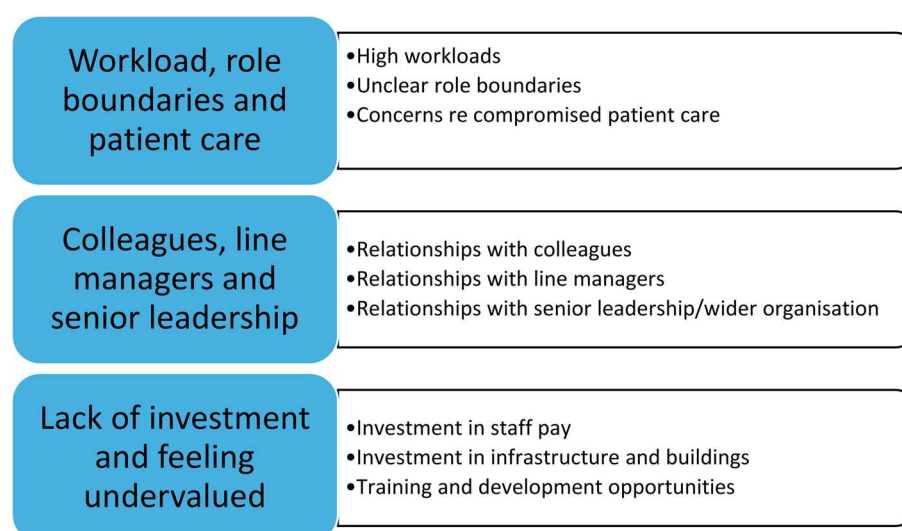 Workload, role
boundaries and
patient care
•High workloads
•Unclear role boundaries
•Concerns re compromised patient care
Colleagues, line
managers and
senior leadership
•Relationships with colleagues
•Relationships with line managers
•Relationships with senior leadership/wider organisation
Lack of investment
and feeling
undervalued
•Investment in staff pay
•Investment in infrastructure and buildings
•Training and development opportunities